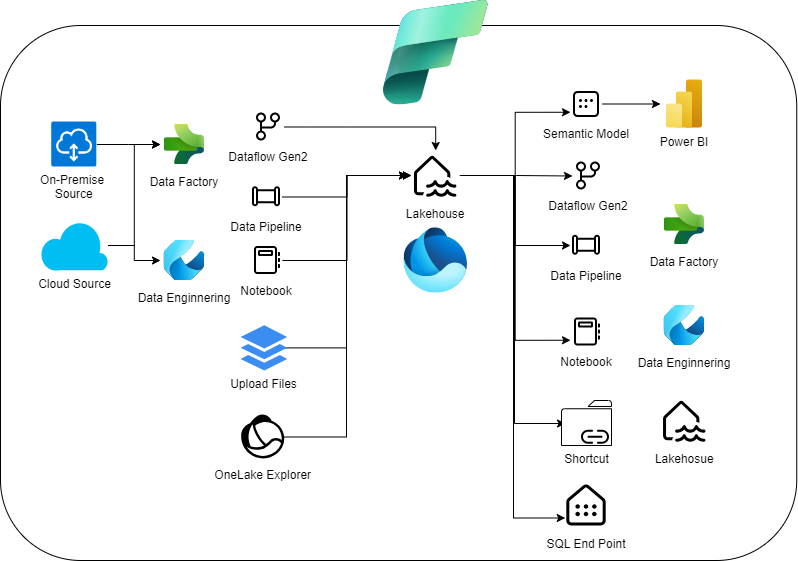 On-Premise
Source
Cloud Source
Data Factory
Data Enginnering
Dataflow Gen2
Data Pipeline
Notebook
Upload Files
OneLake Explorer
Lakehouse
Semantic Model
Power BI
Dataflow Gen2
Data Pipeline
Data Factory
Notebook
Data Enginnering
Shortcut
Lakehosue
SQL End Point